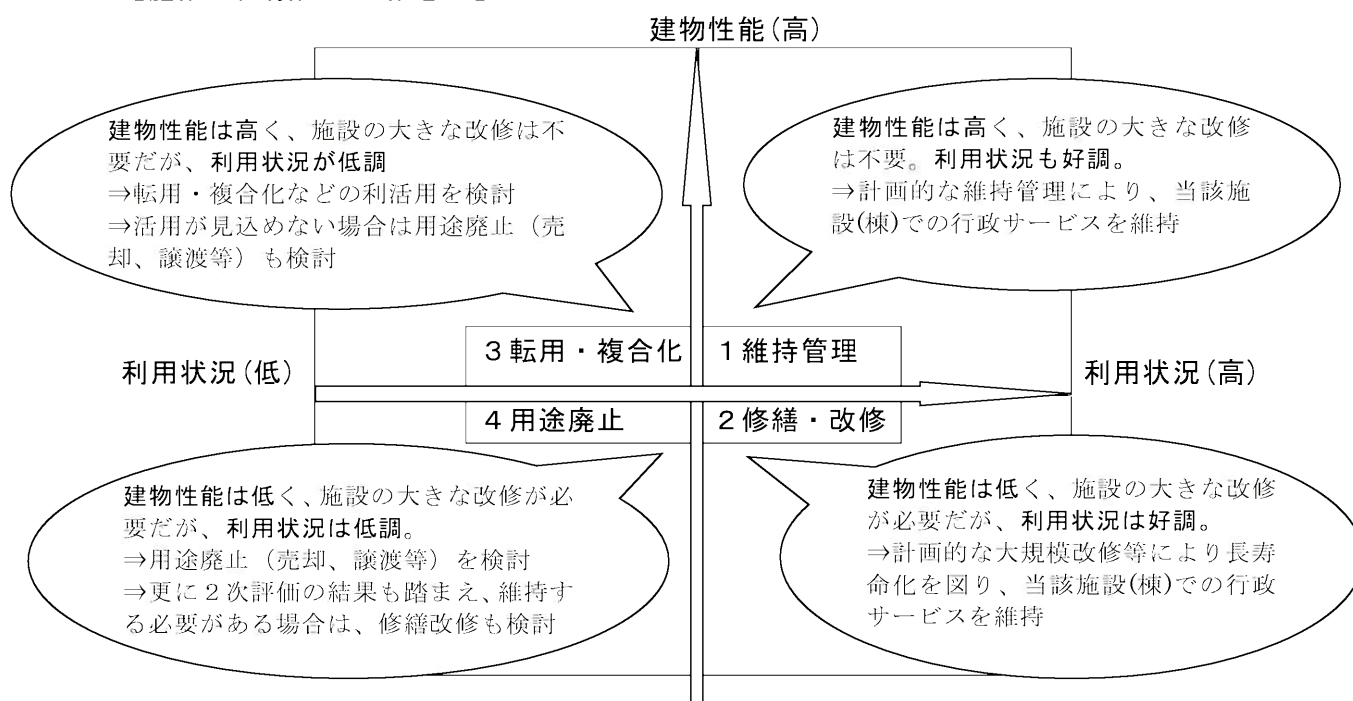 建物性能(高)
建物性能は高く、施設の大きな改修は不
要だが、利用状況が低調
⇒転用・複合化などの利活用を検討
⇒活用が見込めない場合は用途廃止（売
却、譲渡等）も検討
建物性能は高く、施設の大きな改修
は不要。利用状況も好調。
⇒計画的な維持管理により、当該施
設(棟)での行政サービスを維持
利用状況(低)
３転用・複合化
１維持管理
利用状況(高)
４用途廃止
２修繕・改修
建物性能は低く、施設の大きな改修が必
要だが、利用状況は低調。
⇒用途廃止（売却、譲渡等）を検討
⇒更に２次評価の結果も踏まえ、維持す
る必要がある場合は、修繕改修も検討
建物性能は低く、施設の大きな改修
が必要だが、利用状況は好調。
⇒計画的な大規模改修等により長寿
命化を図り、当該施設(棟)での行政
サービスを維持